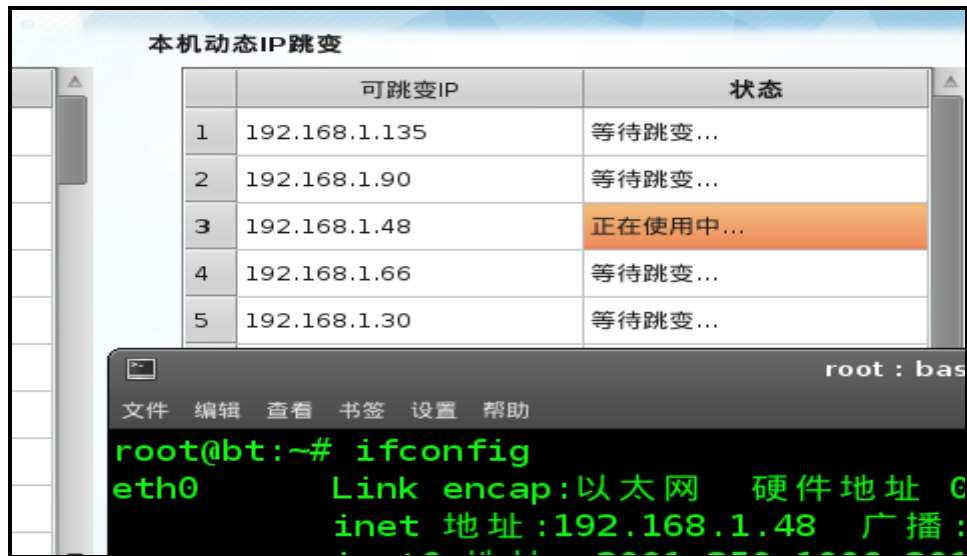 本机动态IP跳变
可跳变IP 状态
1 192.168.1.135 等待跳变...
2 192.168.1.90 等待跳变...
3 192.168.1.48 正在使用中...
4 192.168.1.66 等待跳变...
5 192.168.1.30 等待跳变...
root : bas
文件 编辑 查看 书签 设置 帮助
root@bt:~# ifconfig
eth0 Link encap:以太网 硬件地址 0
inet 地址:192.168.1.48 广播: